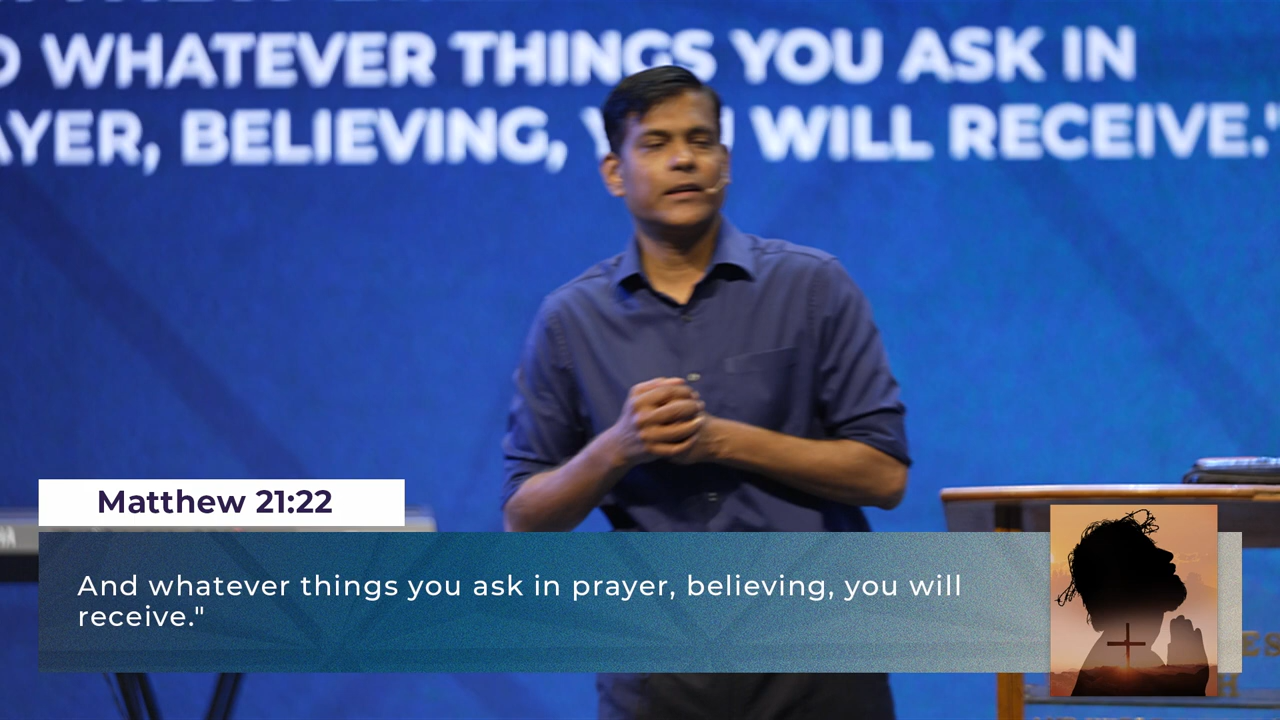 WHATEVER THINGS YOU ASK IN
BELIEVING, WILL RECEIVE."
Matthew 21:22
And whatever things you ask in prayer, believing, you will
receive."